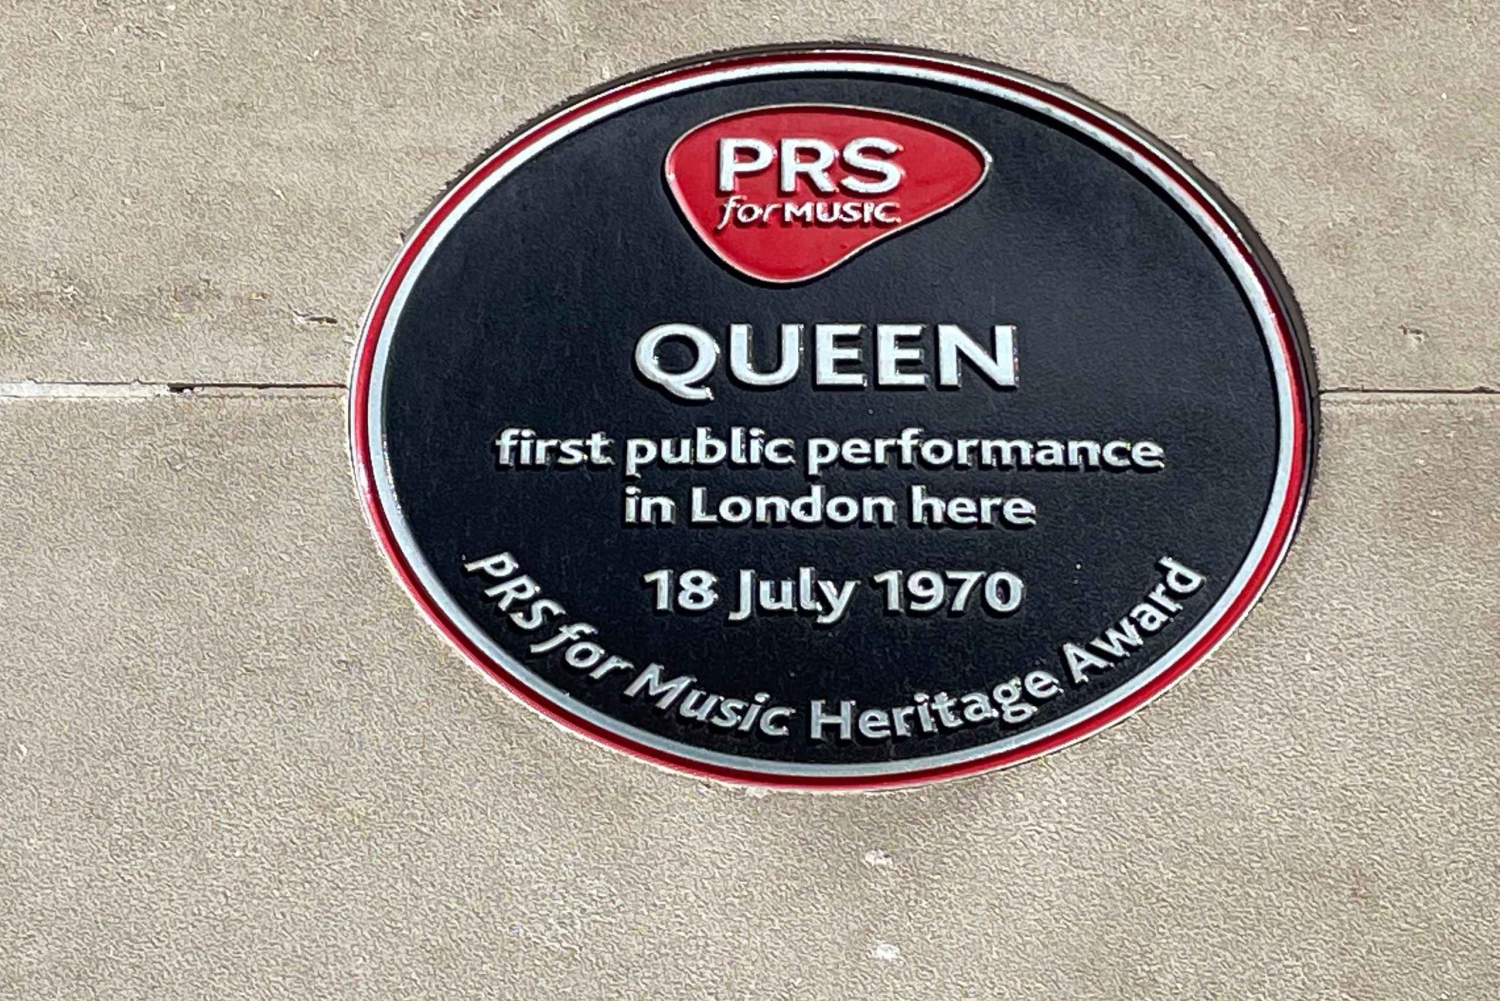 PRS
for MUSIC
QUEEN
first public performance
in London here
18 July 1970
PRS for Music Heritage Award